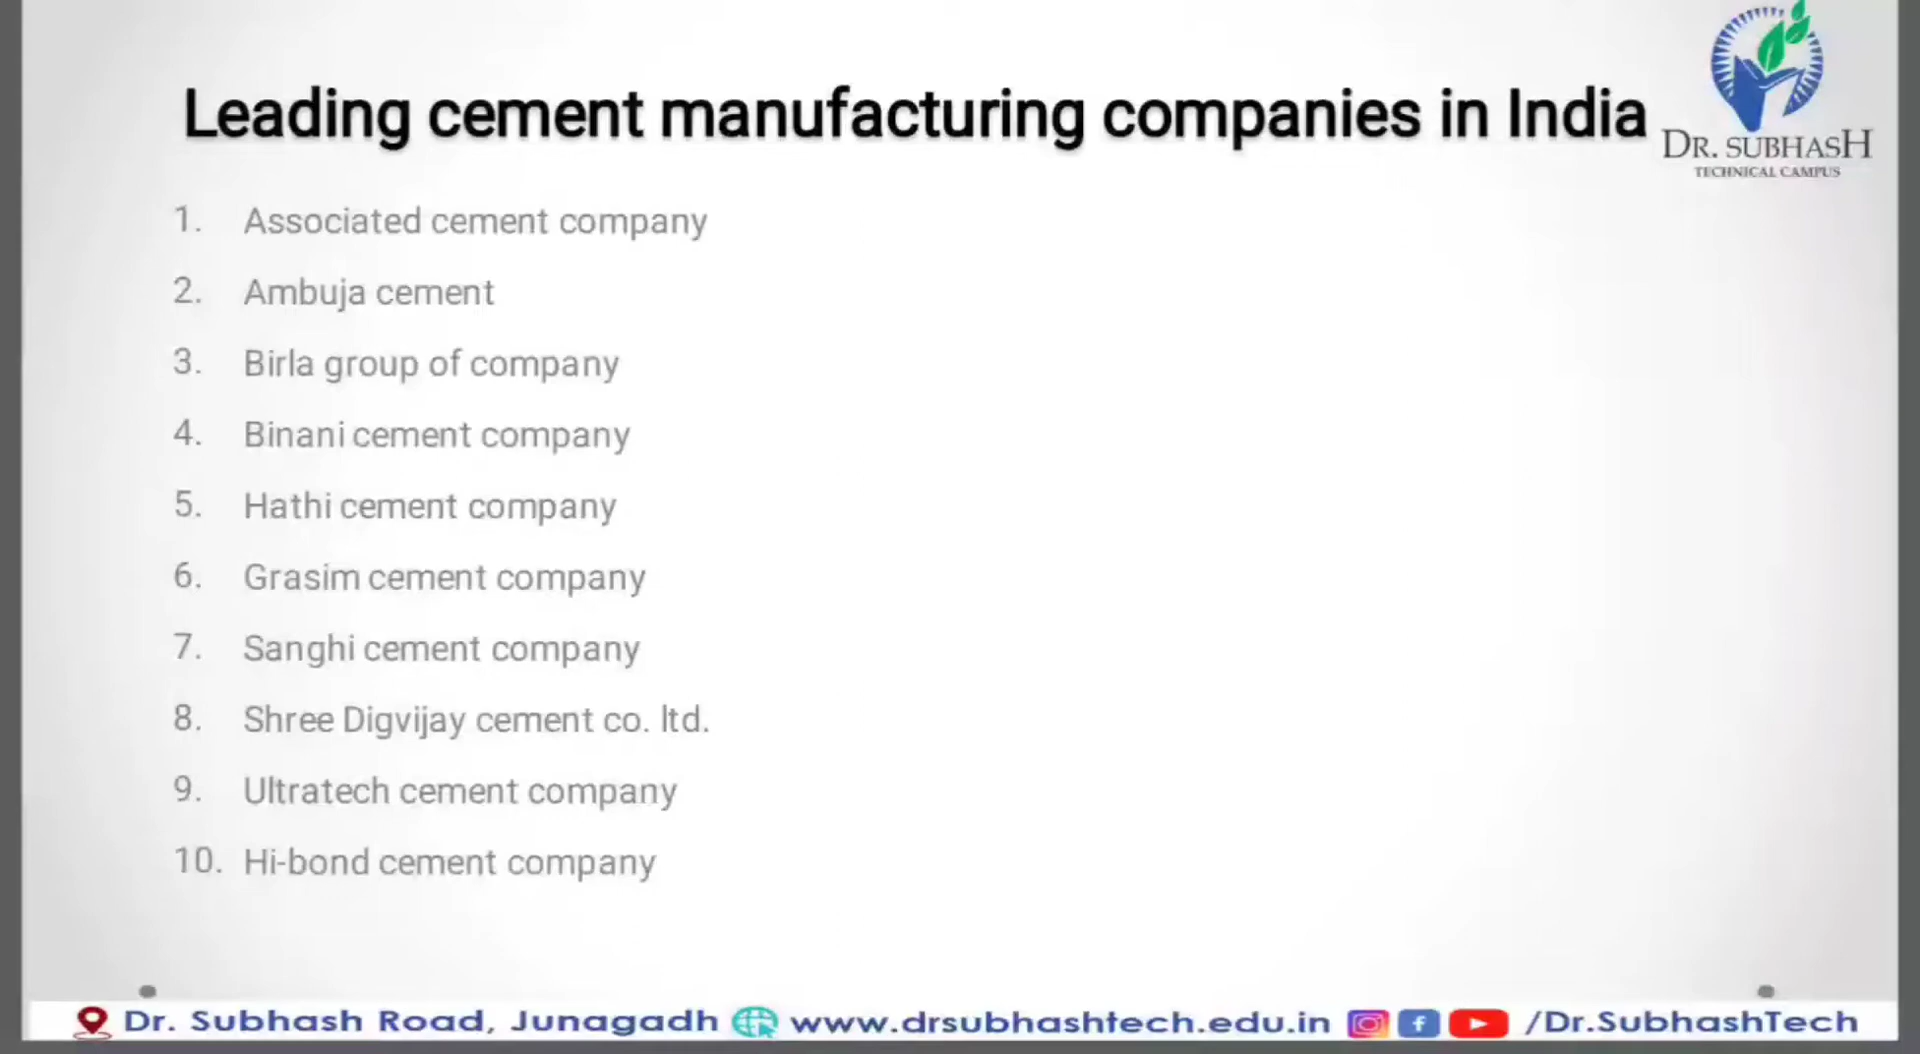 Leading cement manufacturing companies in India
DR. SUBHASH
TECHNICAL CAMPUS
1. Associated cement company
2. Ambuja cement
3. Birla group of company
4. Binani cement company
5. Hathi cement company
6. Grasim cement company
7. Sanghi cement company
8. Shree Digvijay cement co. ltd.
9. Ultratech cement company
10. Hi-bond cement company
Dr. Subhash Road, Junagadh www.drsubhashtech.edu.in /Dr.SubhashTech